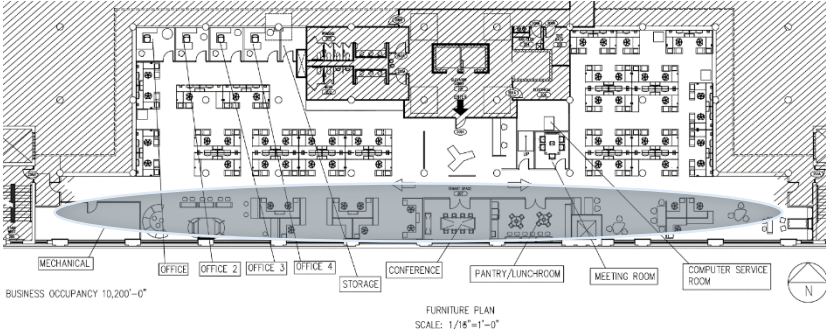 MECHANICAL
OFFICE
OFFICE 2
OFFICE 3
OFFICE 4
STORAGE
CONFERENCE
PANTRY/LUNCHROOM
MEETING ROOM
COMPUTER SERVICE
ROOM
N
BUSINESS OCCUPANCY 10,200'-0"
FURNITURE PLAN
SCALE: 1/16"=1'-0"